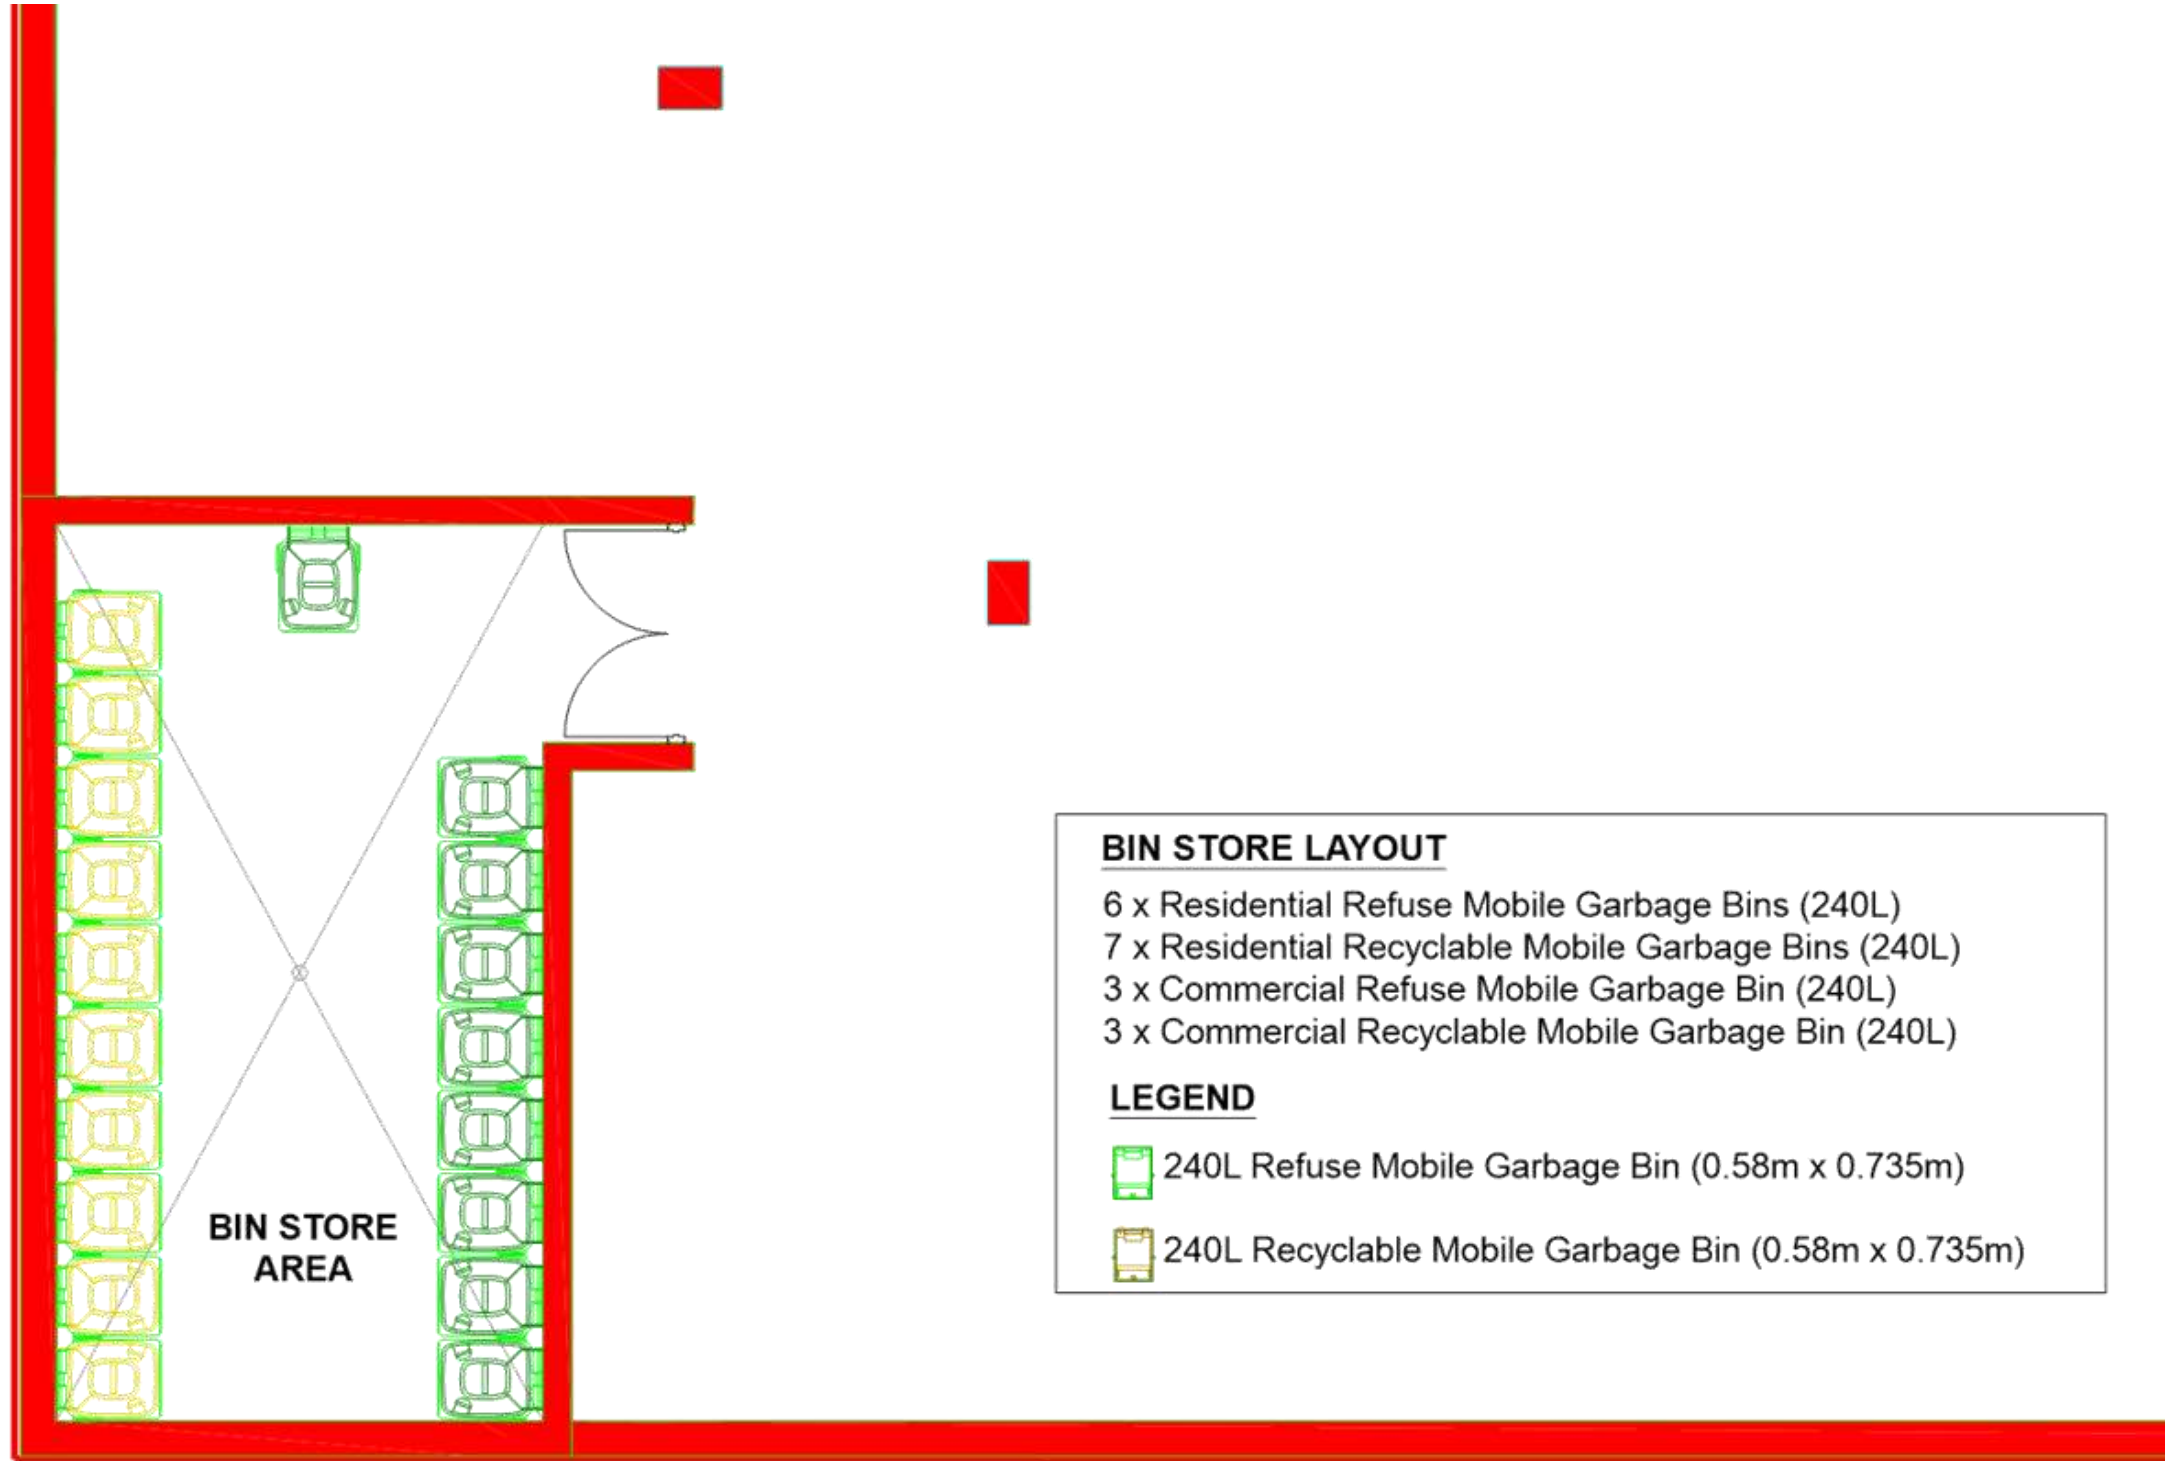 BIN STORE LAYOUT
6 x Residential Refuse Mobile Garbage Bins (240L)
7 x Residential Recyclable Mobile Garbage Bins (240L)
3 x Commercial Refuse Mobile Garbage Bin (240L)
3 x Commercial Recyclable Mobile Garbage Bin (240L)
LEGEND
240L Refuse Mobile Garbage Bin (0.58m x 0.735m)
240L Recyclable Mobile Garbage Bin (0.58m x 0.735m)
BIN STORE
AREA